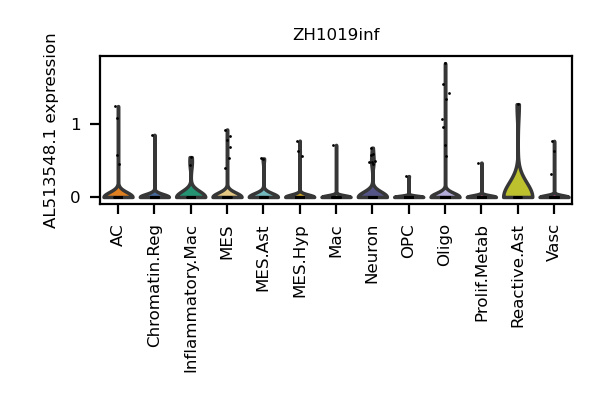 ZH1019inf
AL513548.1 expression
1
0
AC
Chromatin.Reg
Inflammatory.Mac
MES
MES.Ast
MES.Hyp
Mac
Neuron
OPC
Oligo
Prolif.Metab
Reactive.Ast
Vasc